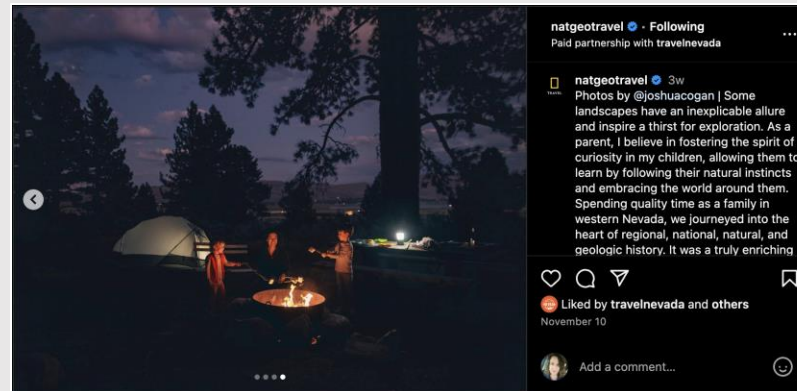 natgeotravel · Following
Paid partnership with travelnevada
natgeotravel 3w
Photos by @joshuacogan | Some
landscapes have an inexplicable allure
and inspire a thirst for exploration. As a
parent, I believe in fostering the spirit of
curiosity in my children, allowing them to
learn by following their natural instincts
and embracing the world around them.
Spending quality time as a family in
western Nevada, we journeyed into the
heart of regional, national, natural, and
geologic history. It was a truly enriching
Liked by travelnevada and others
November 10
Add a comment...